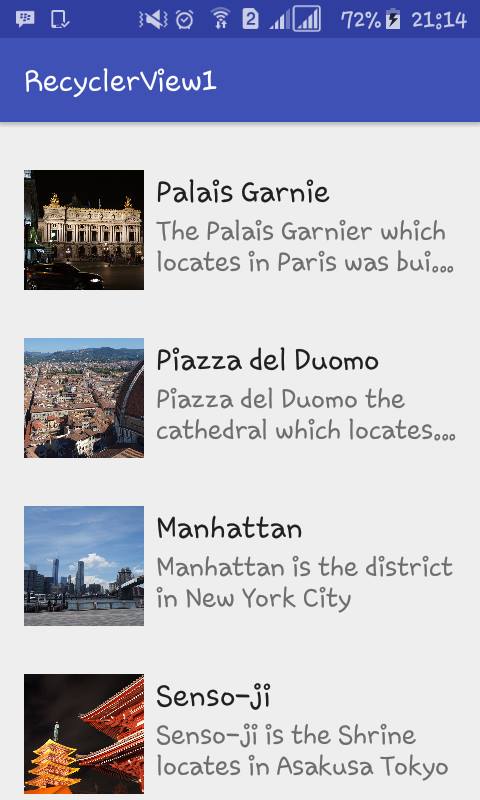 2 72% 21:14
RecyclerView1
Palais Garnie
The Palais Garnier which
locates in Paris was bui...
Piazza del Duomo
Piazza del Duomo the
cathedral which locates...
Manhattan
Manhattan is the district
in New York City
Senso-ji
Senso-ji is the Shrine
locates in Asakusa Tokyo